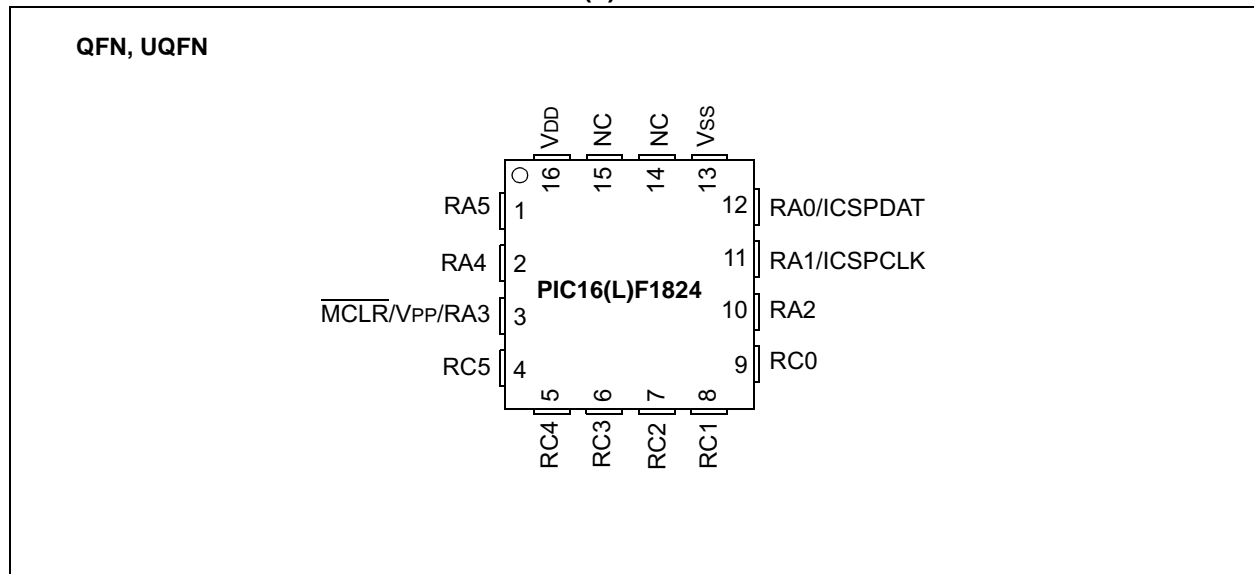 QFN, UQFN
VDD
NC
NC
VSS
16
15
14
13
RA5
1
12
RA0/ICSPDAT
RA4
2
11
RA1/ICSPCLK
PIC16(L)F1824
MCLR/VPP/RA3
3
10
RA2
RC5
4
9
RC0
5
6
7
8
RC4
RC3
RC2
RC1